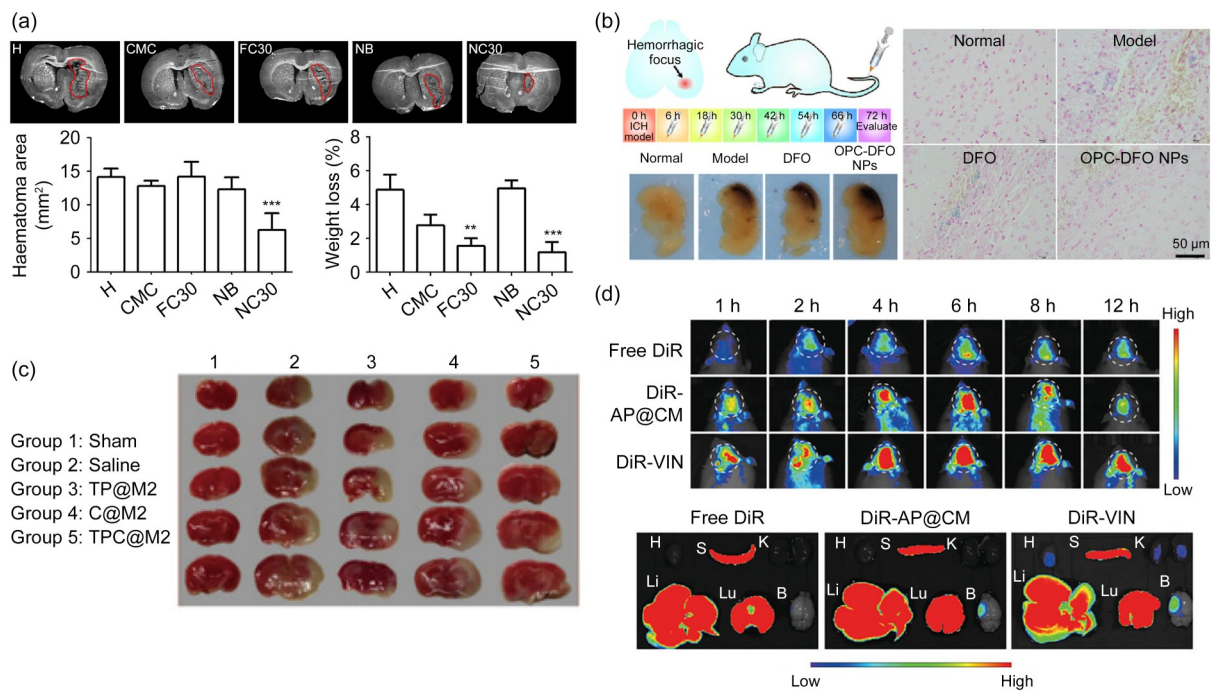 (a)
H
CMC
FC30
NB
NC30
Haematoma area
(mm²)
20
15
10
5
0
***
H
CMC
FC30
NB
NC30
Weight loss (%)
8
6
4
2
0
**
***
H
CMC
FC30
NB
NC30
(b)
Hemorrhagic
focus
0 h
ICH
model
6 h
18 h
30 h
42 h
54 h
66 h
72 h
Evaluate
Normal
Model
DFO
OPC-DFO
NPs
Normal
Model
DFO
OPC-DFO NPs
50 µm
(c)
1 2 3 4 5
Group 1: Sham
Group 2: Saline
Group 3: TP@M2
Group 4: C@M2
Group 5: TPC@M2
(d)
1 h 2 h 4 h 6 h 8 h 12 h
Free DiR
DiR-
AP@CM
DiR-VIN
High
Low
Free DiR
H S K
Li Lu B
DiR-AP@CM
H S K
Li Lu B
DiR-VIN
H S K
Li Lu B
Low High